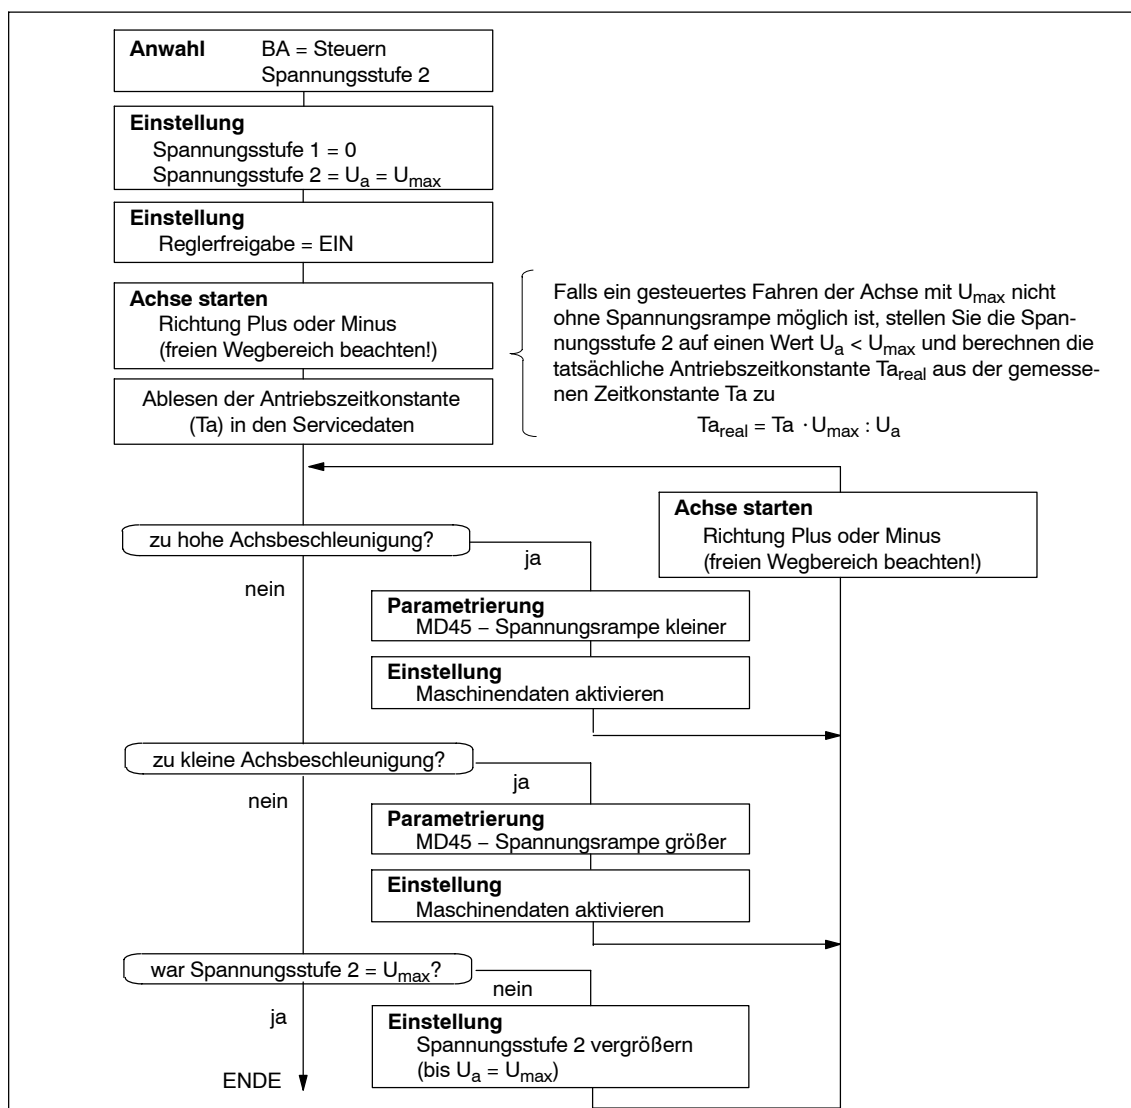 Anwahl BA = Steuern
Spannungsstufe 2
Einstellung
Spannungsstufe 1 = 0
Spannungsstufe 2 = Ua = Umax
Einstellung
Reglerfreigabe = EIN
Achse starten
Richtung Plus oder Minus
(freien Wegbereich beachten!)
Ablesen der Antriebszeitkonstante
(Ta) in den Servicedaten
Falls ein gesteuertes Fahren der Achse mit Umax nicht
ohne Spannungsrampe möglich ist, stellen Sie die Span-
nungsstufe 2 auf einen Wert Ua < Umax und berechnen die
tatsächliche Antriebszeitkonstante Tareal aus der gemesse-
nen Zeitkonstante Ta zu
Tareal = Ta · Umax : Ua
Achse starten
Richtung Plus oder Minus
(freien Wegbereich beachten!)
zu hohe Achsbeschleunigung?
ja
nein
Parametrierung
MD45 – Spannungsrampe kleiner
Einstellung
Maschinendaten aktivieren
zu kleine Achsbeschleunigung?
ja
nein
Parametrierung
MD45 – Spannungsrampe größer
Einstellung
Maschinendaten aktivieren
war Spannungsstufe 2 = Umax?
nein
ja
Einstellung
Spannungsstufe 2 vergrößern
(bis Ua = Umax)
ENDE